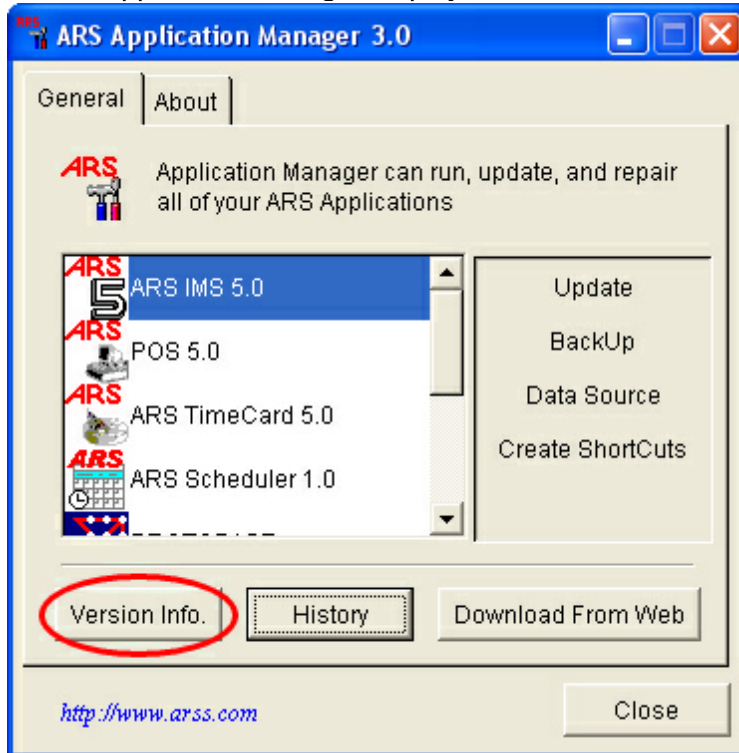 ARS ARS Application Manager 3.0
General About
ARS
Application Manager can run, update, and repair
all of your ARS Applications
ARS 5 ARS IMS 5.0
ARS POS 5.0
ARS ARS TimeCard 5.0
ARS ARS Scheduler 1.0
Update
BackUp
Data Source
Create ShortCuts
Version Info. History Download From Web
http://www.arss.com Close